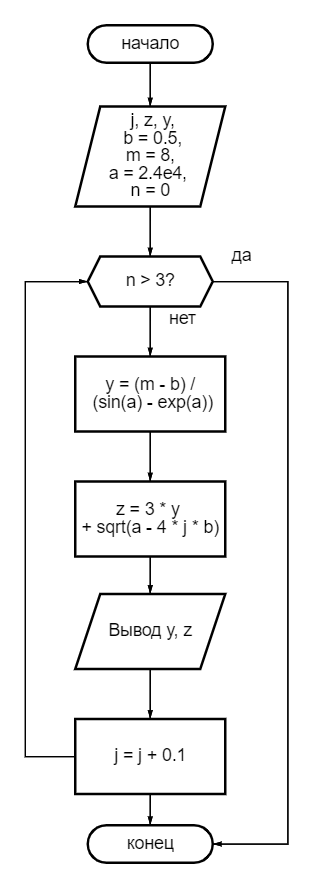 начало
j, z, y,
b = 0.5,
m = 8,
a = 2.4e4,
n = 0
n > 3?
да
нет
y = (m - b) /
(sin(a) - exp(a))
z = 3 * y
+ sqrt(a - 4 * j * b)
Вывод y, z
j = j + 0.1
конец